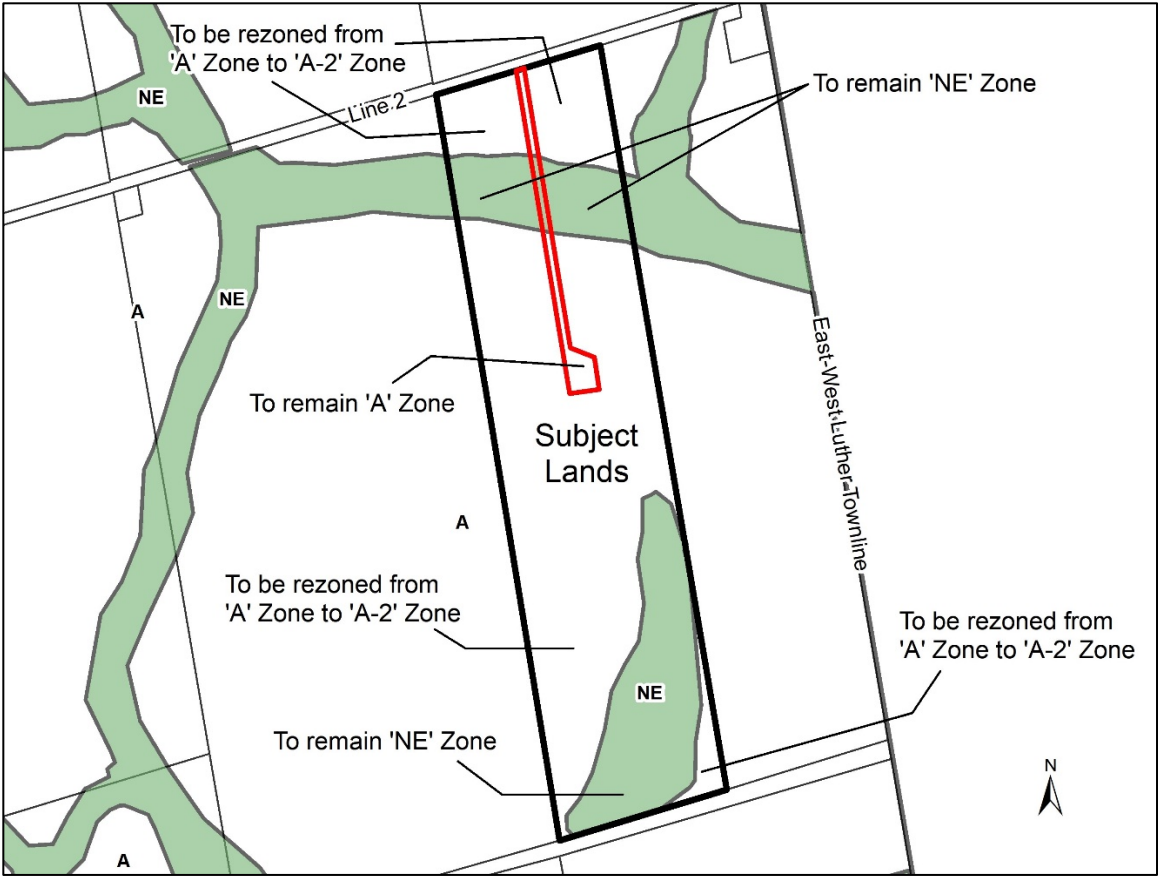 To be rezoned from
'A' Zone to 'A-2' Zone
To remain 'NE' Zone
NE
Line 2
NE
A
East-West Luther Townline
To remain 'A' Zone
Subject
Lands
A
To be rezoned from
'A' Zone to 'A-2' Zone
To be rezoned from
'A' Zone to 'A-2' Zone
NE
To remain 'NE' Zone
N
A